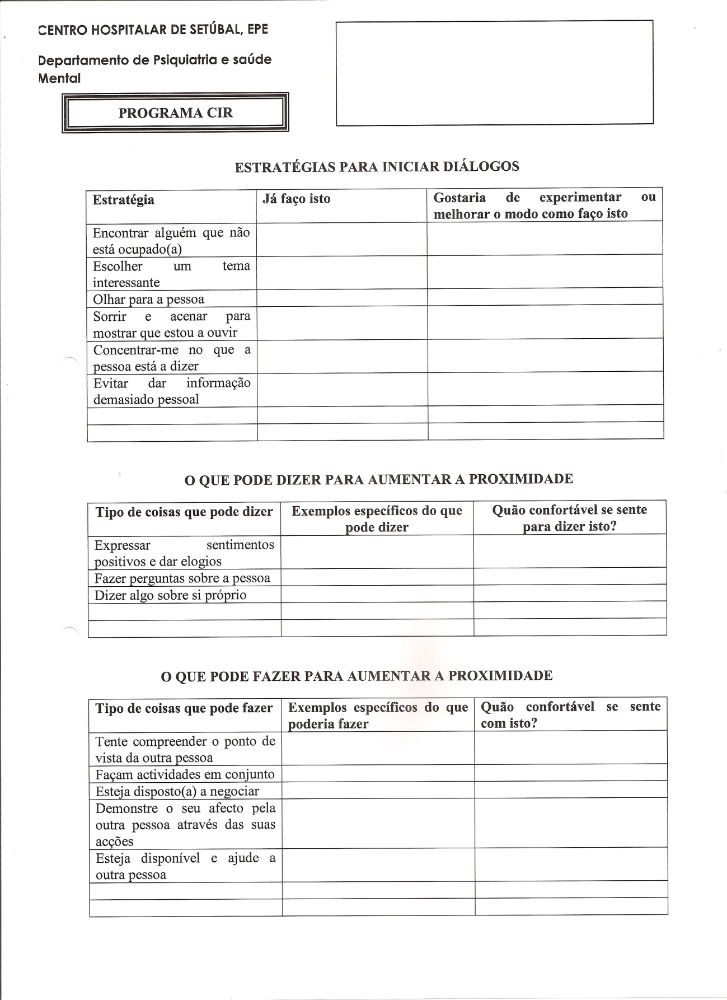 CENTRO HOSPITALAR DE SETÚBAL, EPE
Departamento de Psiquiatria e saúde
Mental
PROGRAMA CIR
ESTRATÉGIAS PARA INICIAR DIÁLOGOS
Estratégia Já faço isto Gostaria de experimentar ou
melhorar o modo como faço isto
Encontrar alguém que não
está ocupado(a)
Escolher um tema
interessante
Olhar para a pessoa
Sorrir e acenar para
mostrar que estou a ouvir
Concentrar-me no que a
pessoa está a dizer
Evitar dar informação
demasiado pessoal
O QUE PODE DIZER PARA AUMENTAR A PROXIMIDADE
Tipo de coisas que pode dizer Exemplos específicos do que Quão confortável se sente
pode dizer para dizer isto?
Expressar sentimentos
positivos e dar elogios
Fazer perguntas sobre a pessoa
Dizer algo sobre si próprio
O QUE PODE FAZER PARA AUMENTAR A PROXIMIDADE
Tipo de coisas que pode fazer Exemplos específicos do que Quão confortável se sente
poderia fazer com isto?
Tente compreender o ponto de
vista da outra pessoa
Façam actividades em conjunto
Esteja disposto(a) a negociar
Demonstre o seu afecto pela
outra pessoa através das suas
acções
Esteja disponível e ajude a
outra pessoa